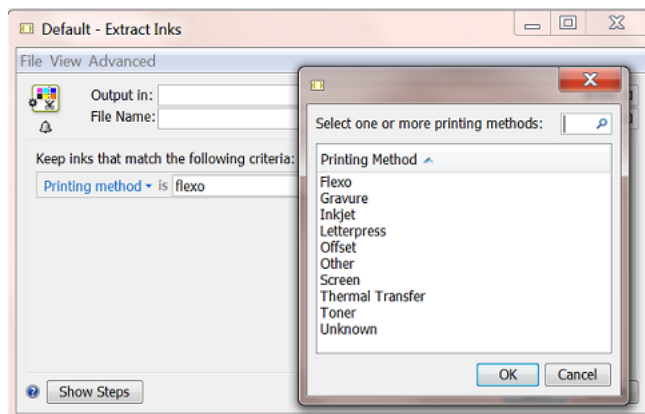 Default - Extract Inks
File View Advanced
Output in:
File Name:
Select one or more printing methods:
Keep inks that match the following criteria:
Printing method is flexo
Printing Method
Flexo
Gravure
Inkjet
Letterpress
Offset
Other
Screen
Thermal Transfer
Toner
Unknown
OK Cancel
Show Steps